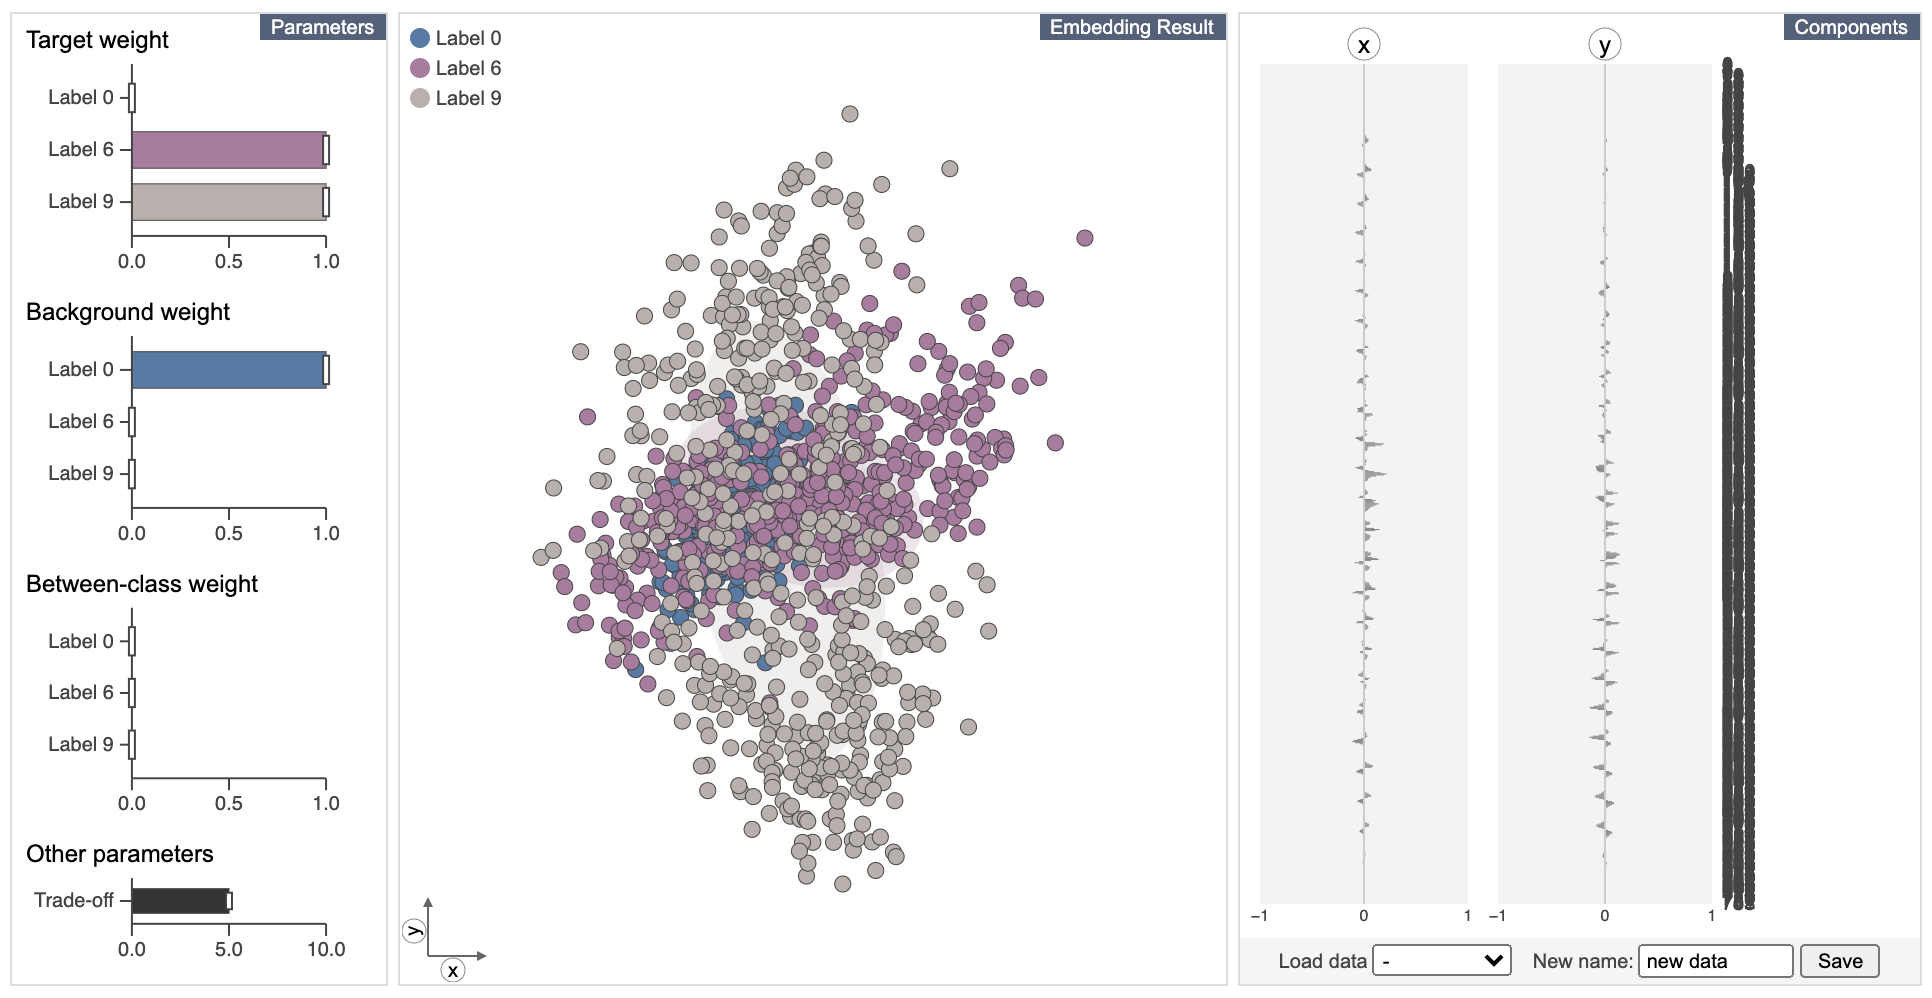 Parameters
Target weight
Label 0
Label 6
Label 9
0.0 0.5 1.0
Background weight
Label 0
Label 6
Label 9
0.0 0.5 1.0
Between-class weight
Label 0
Label 6
Label 9
0.0 0.5 1.0
Other parameters
Trade-off
0.0 5.0 10.0
Embedding Result
Label 0
Label 6
Label 9
y
x
Components
x y
−1 0 1 −1 0 1
Load data - New name: new data Save